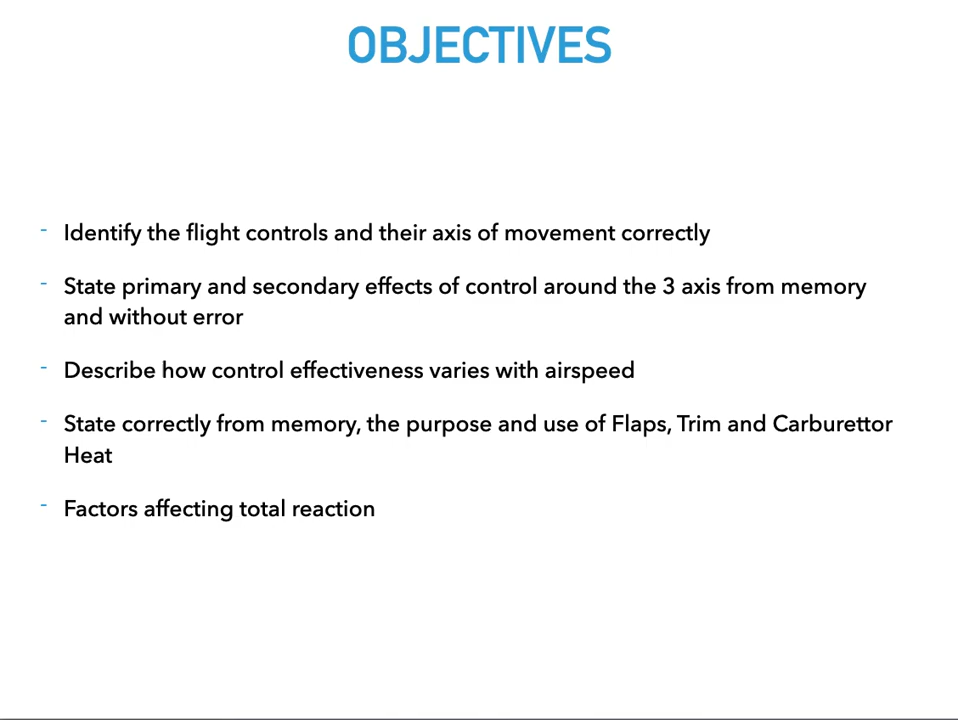 OBJECTIVES
- Identify the flight controls and their axis of movement correctly
- State primary and secondary effects of control around the 3 axis from memory
and without error
- Describe how control effectiveness varies with airspeed
- State correctly from memory, the purpose and use of Flaps, Trim and Carburettor
Heat
- Factors affecting total reaction